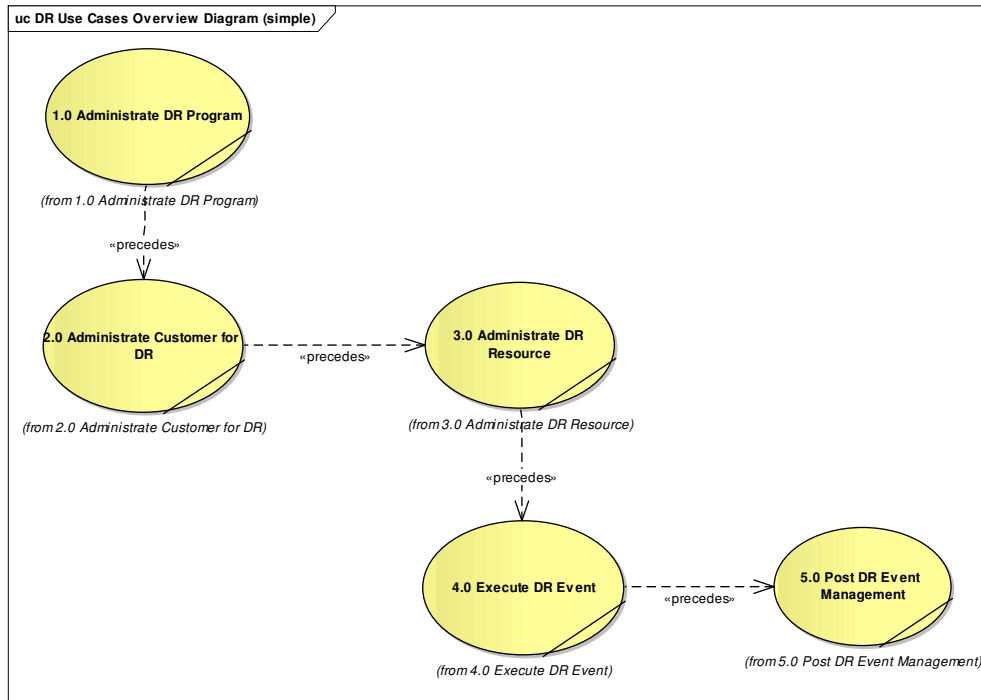 uc DR Use Cases Overview Diagram (simple)
1.0 Administrate DR Program
(from 1.0 Administrate DR Program)
«precedes»
2.0 Administrate Customer for
DR
(from 2.0 Administrate Customer for DR)
«precedes»
3.0 Administrate DR
Resource
(from 3.0 Administrate DR Resource)
«precedes»
4.0 Execute DR Event
(from 4.0 Execute DR Event)
«precedes»
5.0 Post DR Event
Management
(from 5.0 Post DR Event Management)